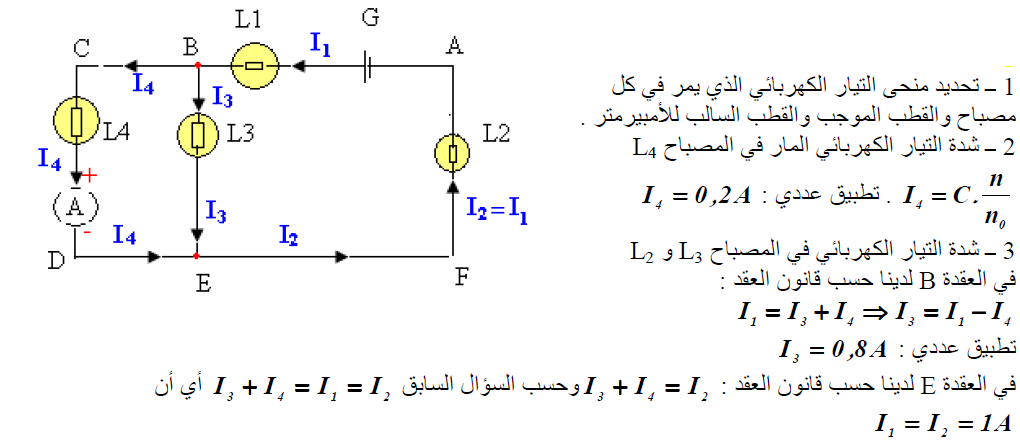 L1
G
I₁
A
C
B
I₄
I₃
L4
L3
L2
I₄
+
(A)
-
I₃
I₂=I₁
I₄
I₂
D
E
F
1 ـ تحديد منحى التيار الكهربائي الذي يمر في كل
مصباح والقطب الموجب والقطب السالب للأمبيرمتر .
2 ـ شدة التيار الكهربائي المار في المصباح L₄
I₄ = C . n/n₀ . تطبيق عددي : I₄ = 0,2A
3 ـ شدة التيار الكهربائي في المصباح L₃ و L₂
في العقدة B لدينا حسب قانون العقد :
I₁ = I₃ + I₄ ⇒ I₃ = I₁ – I₄
تطبيق عددي : I₃ = 0,8A
في العقدة E لدينا حسب قانون العقد : I₃ + I₄ = I₂ وحسب السؤال السابق I₃ + I₄ = I₁ = I₂ أي أن
I₁ = I₂ = 1A